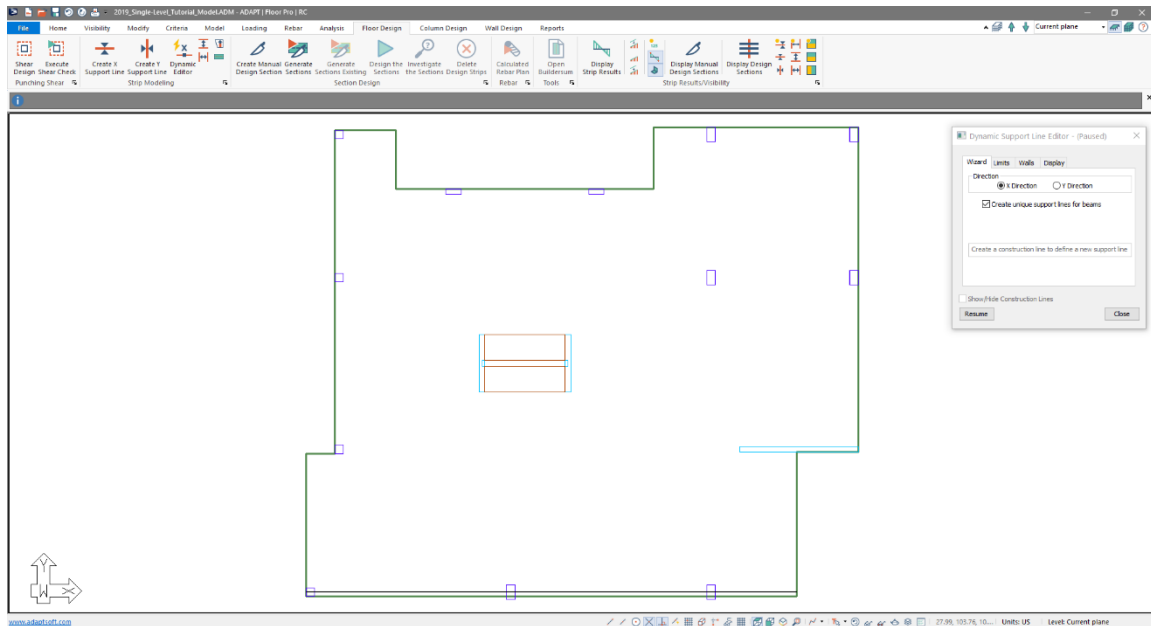 2019_Single-Level_Tutorial_Model.ADM - ADAPT | Floor Pro | RC
File Home Visibility Modify Criteria Model Loading Rebar Analysis Floor Design Column Design Wall Design Reports Current plane
Shear Design
Execute Shear Check
Create X Support Line
Create Y Support Line
Dynamic Editor
Create Manual Design Section
Generate Sections
Generate Sections Existing
Design the Sections
Investigate the Sections
Delete Design Strips
Calculated Rebar Plan
Open Buildersum
Display Strip Results
Display Manual Design Sections
Display Design Sections
Punching Shear Strip Modeling Section Design Rebar Tools Strip Results/Visibility
Dynamic Support Line Editor - (Paused)
Wizard Limits Walls Display
Direction
X Direction Y Direction
Create unique support lines for beams
Create a construction line to define a new support line
Show/Hide Construction Lines
Resume Close
Y
W X
www.adaptsoft.com 27.99, 103.76, 10... Units: US Level: Current plane